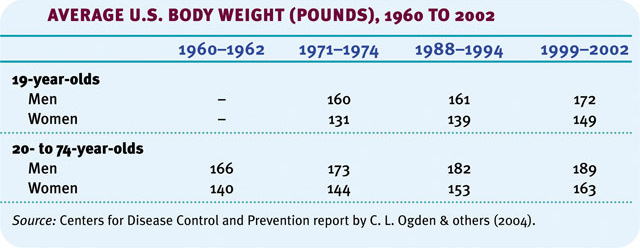 AVERAGE U.S. BODY WEIGHT (POUNDS), 1960 TO 2002
1960–1962 1971–1974 1988–1994 1999–2002
19-year-olds
Men – 160 161 172
Women – 131 139 149
20- to 74-year-olds
Men 166 173 182 189
Women 140 144 153 163
Source: Centers for Disease Control and Prevention report by C. L. Ogden & others (2004).